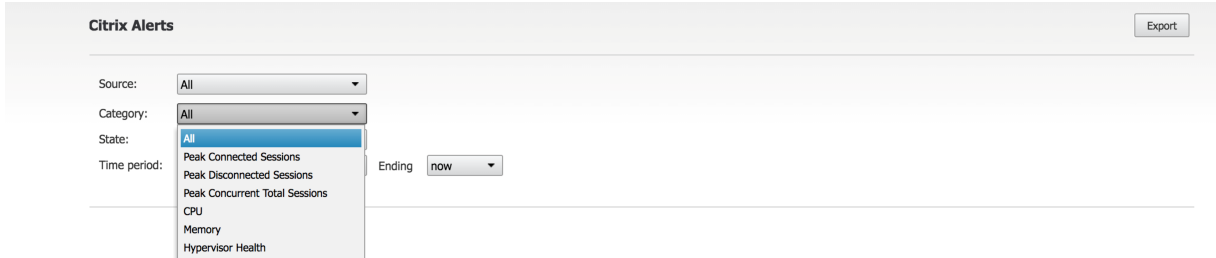 Citrix Alerts
Export
Source: All
Category: All
State: All
Peak Connected Sessions
Time period: Peak Disconnected Sessions Ending now
Peak Concurrent Total Sessions
CPU
Memory
Hypervisor Health